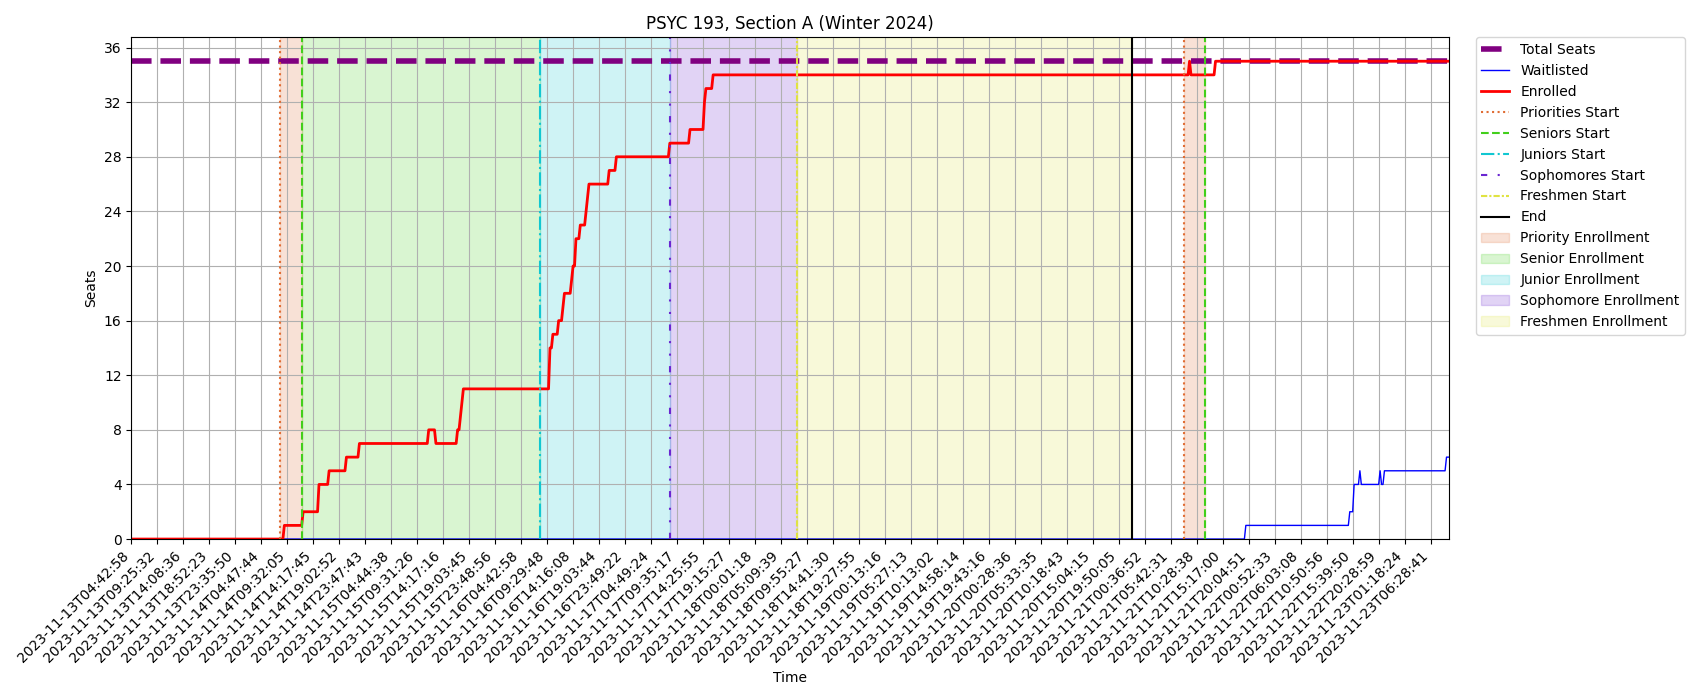 PSYC 193, Section A (Winter 2024)
Seats
36
32
28
24
20
16
12
8
4
0
2023-11-13T04:42:58
2023-11-13T09:25:32
2023-11-13T14:08:36
2023-11-13T18:52:23
2023-11-13T23:35:50
2023-11-14T04:47:44
2023-11-14T09:32:05
2023-11-14T14:17:45
2023-11-14T19:02:52
2023-11-14T23:47:43
2023-11-15T04:44:38
2023-11-15T09:31:26
2023-11-15T14:17:16
2023-11-15T19:03:45
2023-11-15T23:48:56
2023-11-16T04:42:58
2023-11-16T09:29:48
2023-11-16T14:16:08
2023-11-16T19:03:44
2023-11-16T23:49:22
2023-11-17T04:49:24
2023-11-17T09:35:17
2023-11-17T14:25:55
2023-11-17T19:15:27
2023-11-18T00:01:18
2023-11-18T05:09:39
2023-11-18T09:55:27
2023-11-18T14:41:30
2023-11-18T19:27:55
2023-11-19T00:13:16
2023-11-19T05:27:13
2023-11-19T10:13:02
2023-11-19T14:58:14
2023-11-19T19:43:16
2023-11-20T00:28:36
2023-11-20T05:33:35
2023-11-20T10:18:43
2023-11-20T15:04:15
2023-11-20T19:50:05
2023-11-21T00:36:52
2023-11-21T05:42:31
2023-11-21T10:28:38
2023-11-21T15:17:00
2023-11-21T20:04:51
2023-11-22T00:52:33
2023-11-22T06:03:08
2023-11-22T10:50:56
2023-11-22T15:39:50
2023-11-22T20:28:59
2023-11-23T01:18:24
2023-11-23T06:28:41
Time
Total Seats
Waitlisted
Enrolled
Priorities Start
Seniors Start
Juniors Start
Sophomores Start
Freshmen Start
End
Priority Enrollment
Senior Enrollment
Junior Enrollment
Sophomore Enrollment
Freshmen Enrollment